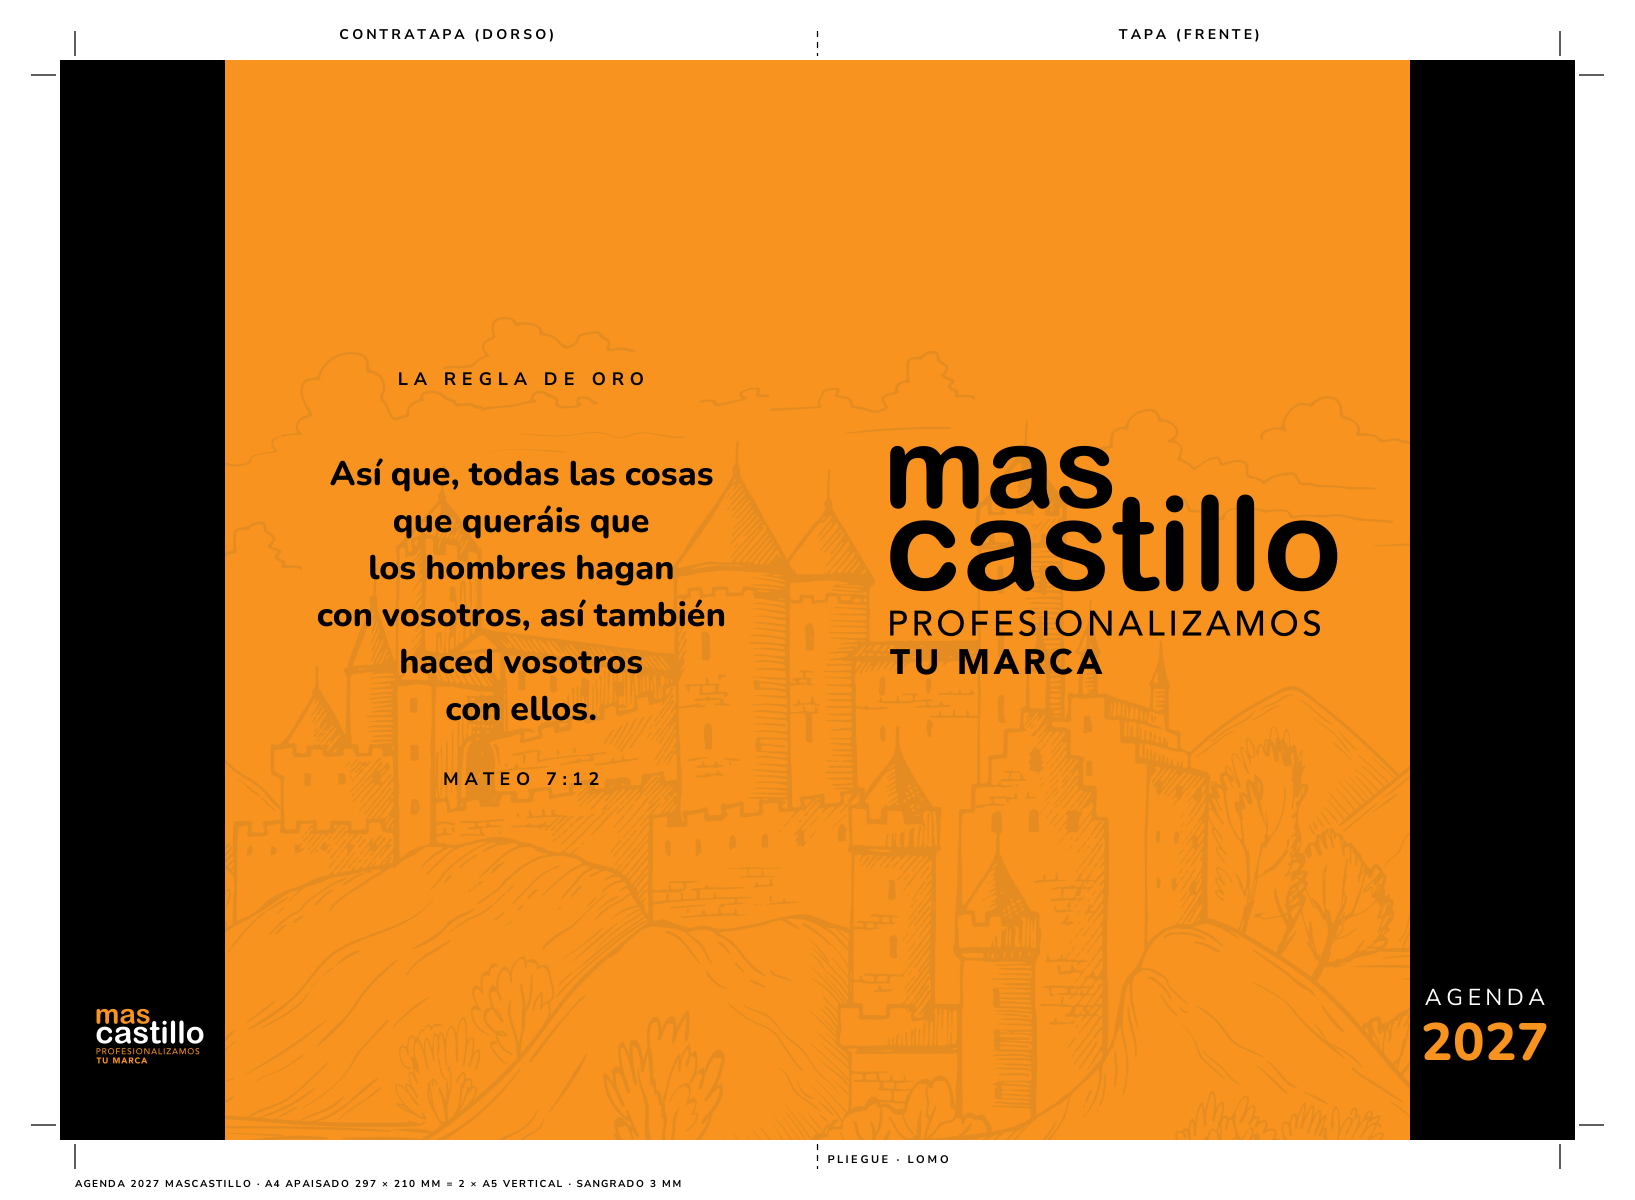 CONTRATAPA (DORSO)
TAPA (FRENTE)
LA REGLA DE ORO
Así que, todas las cosas
que queráis que
los hombres hagan
con vosotros, así también
haced vosotros
con ellos.
MATEO 7:12
mas
castillo
PROFESIONALIZAMOS
TU MARCA
mas
castillo
PROFESIONALIZAMOS
TU MARCA
AGENDA
2027
PLIEGUE · LOMO
AGENDA 2027 MASCASTILLO · A4 APAISADO 297 × 210 MM = 2 × A5 VERTICAL · SANGRADO 3 MM